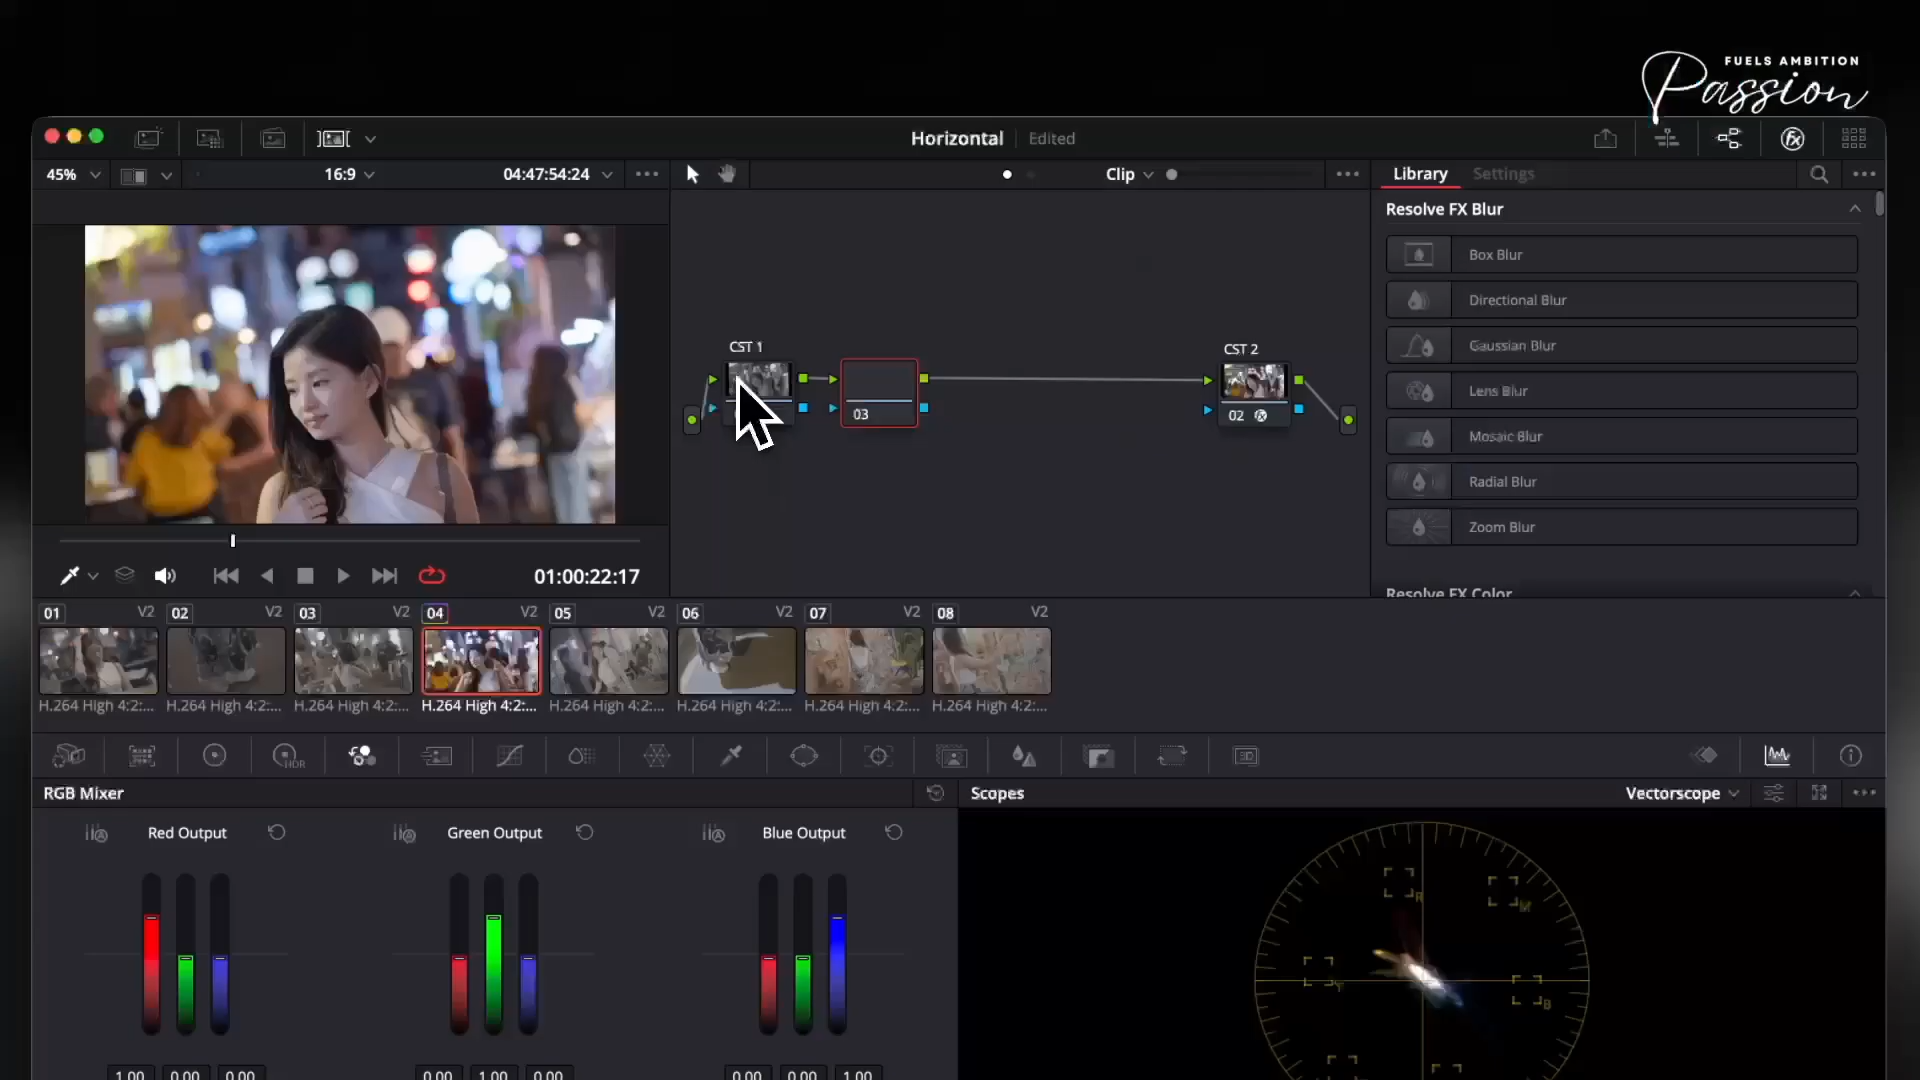 FUELS AMBITION
Passion
Horizontal Edited
45% 16:9 04:47:54:24 Clip Library Settings
Resolve FX Blur
Box Blur
Directional Blur
Gaussian Blur
Lens Blur
Mosaic Blur
Radial Blur
Zoom Blur
Resolve FX Color
CST 1
03
CST 2
02
01:00:22:17
01 V2 02 V2 03 V2 04 V2 05 V2 06 V2 07 V2 08 V2
H.264 High 4:2:... H.264 High 4:2:... H.264 High 4:2:... H.264 High 4:2:... H.264 High 4:2:... H.264 High 4:2:... H.264 High 4:2:... H.264 High 4:2:...
HDR
3D
RGB Mixer Scopes Vectorscope
Red Output Green Output Blue Output
R
M
Y
B
1.00 0.00 0.00 0.00 1.00 0.00 0.00 0.00 1.00